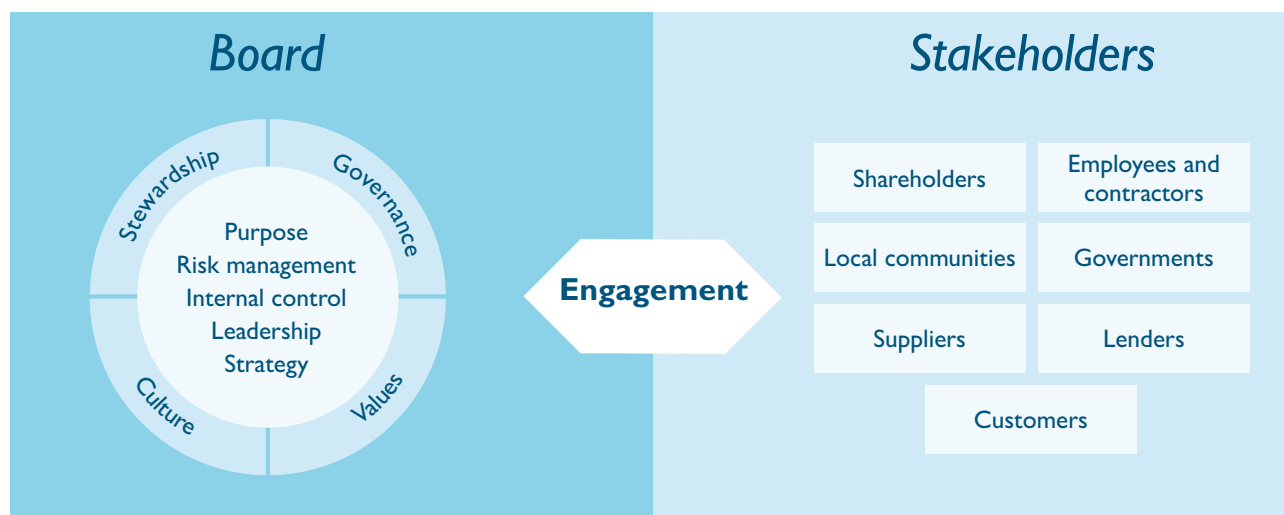 Board
Stewardship
Governance
Purpose
Risk management
Internal control
Leadership
Strategy
Culture
Values
Engagement
Stakeholders
Shareholders
Employees and
contractors
Local communities
Governments
Suppliers
Lenders
Customers